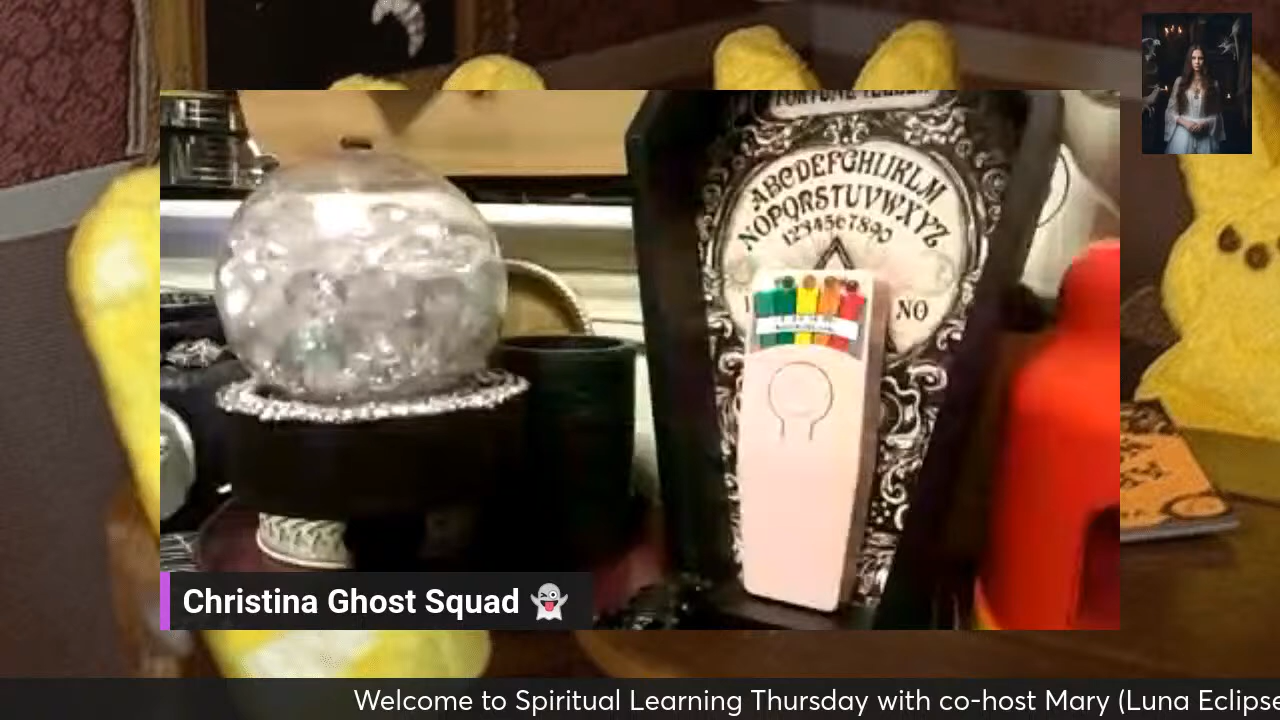 FORTUNE TELLER
ABCDEFGHIJKLM
NOPQRSTUVWXYZ
1234567890
NO
Christina Ghost Squad 👻
Welcome to Spiritual Learning Thursday with co-host Mary (Luna Eclipse